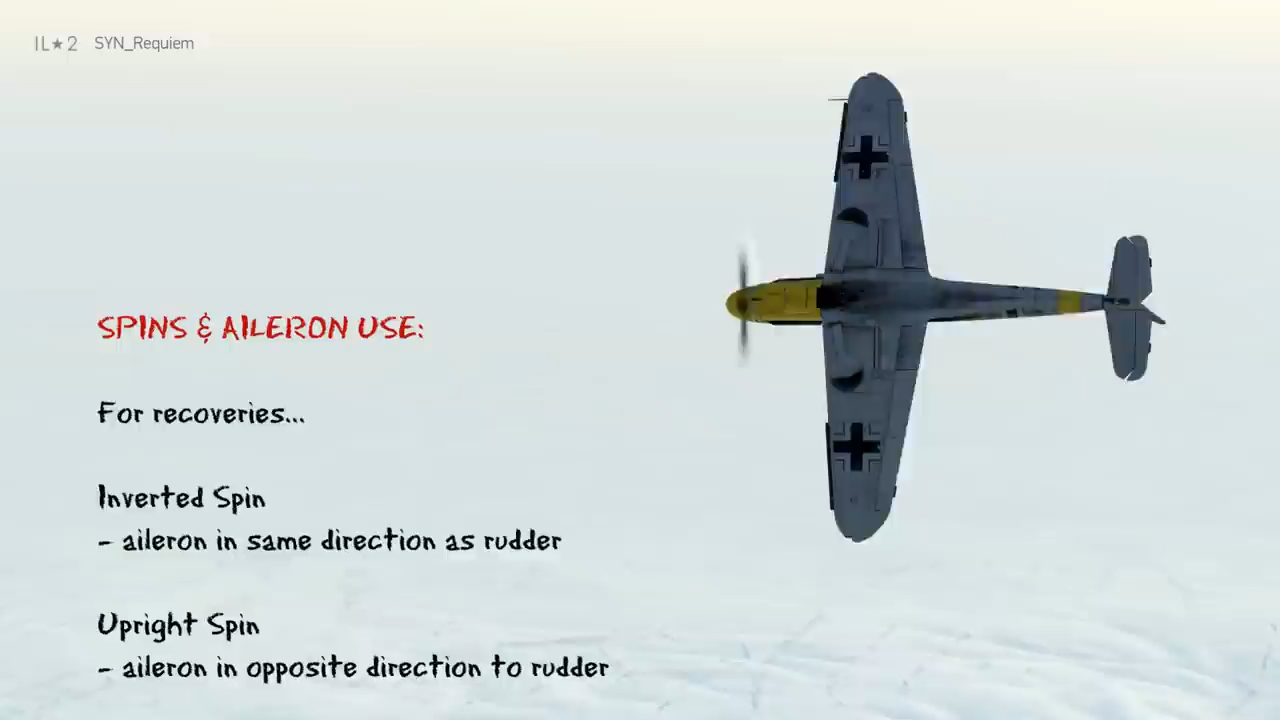 IL★2 SYN_Requiem
SPINS & AILERON USE:
For recoveries...
Inverted Spin
- aileron in same direction as rudder
Upright Spin
- aileron in opposite direction to rudder